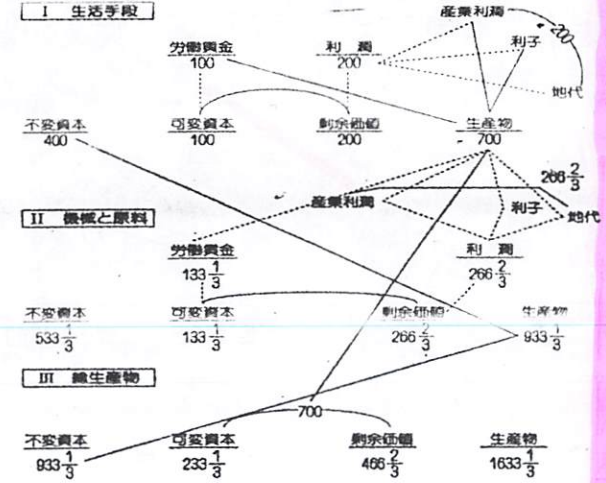 I 生活手段
産業利潤
200
利子
労働賃金 利潤
100 200
地代
不変資本 可変資本 剰余価値 生産物
400 100 200 700
266 2/3
産業利潤 利子 地代
II 機械と原料
労働賃金 利潤
133 1/3 266 2/3
不変資本 可変資本 剰余価値 生産物
533 1/3 133 1/3 266 2/3 933 1/3
III 総生産物
700
不変資本 可変資本 剰余価値 生産物
933 1/3 233 1/3 466 2/3 1633 1/3